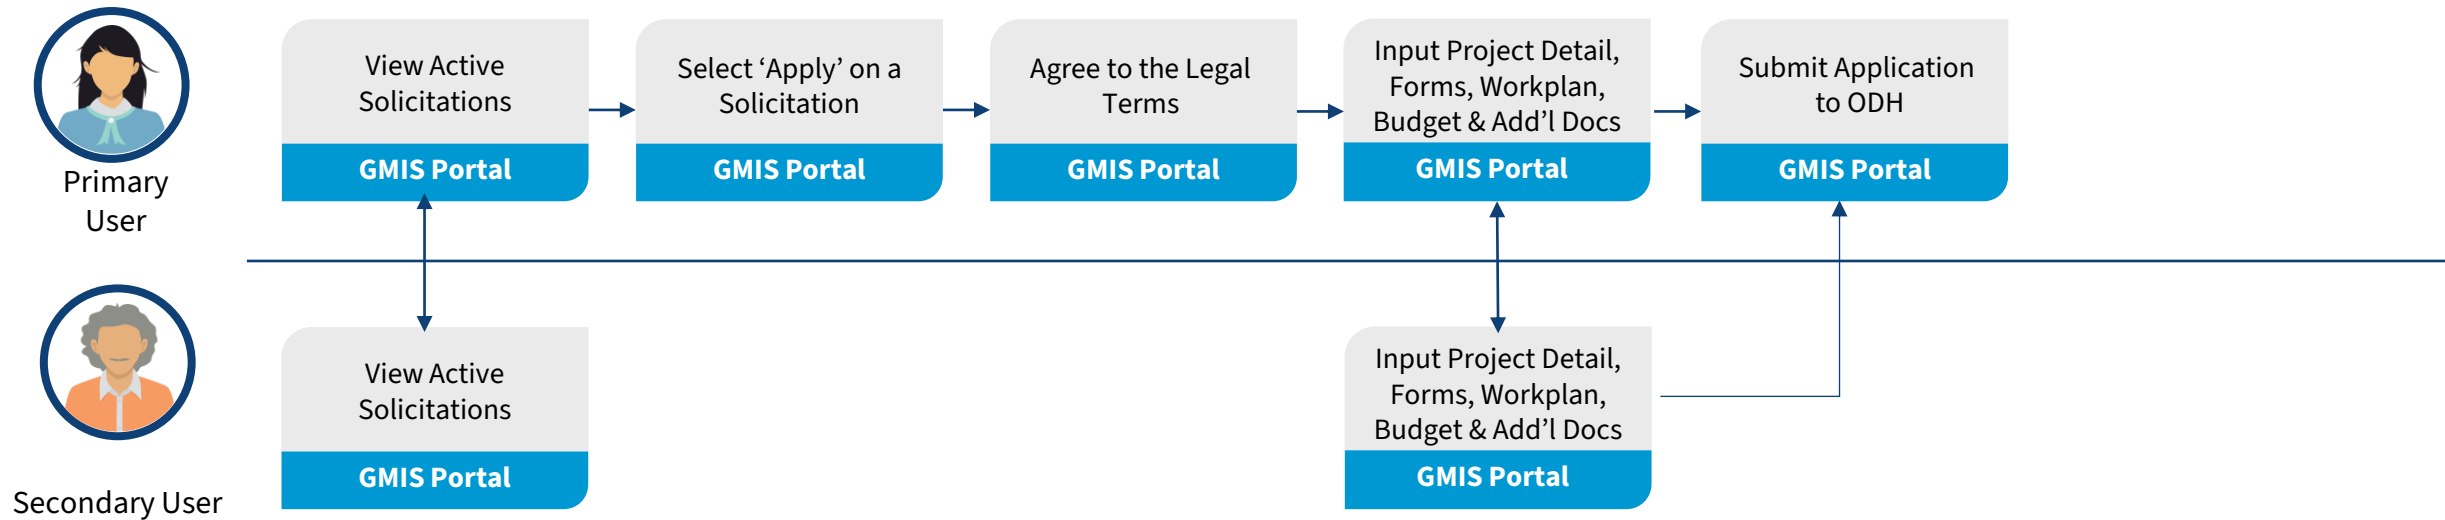 Primary
User
View Active
Solicitations
GMIS Portal
Select ‘Apply’ on a
Solicitation
GMIS Portal
Agree to the Legal
Terms
GMIS Portal
Input Project Detail,
Forms, Workplan,
Budget & Add’l Docs
GMIS Portal
Submit Application
to ODH
GMIS Portal
Secondary User
View Active
Solicitations
GMIS Portal
Input Project Detail,
Forms, Workplan,
Budget & Add’l Docs
GMIS Portal